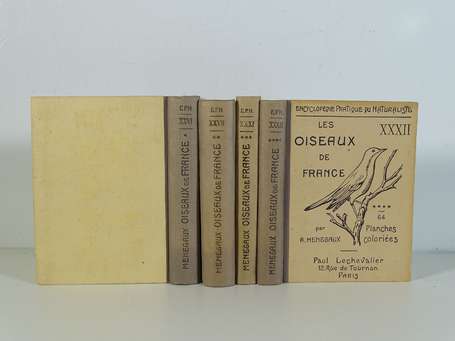 E.P.N.
XXVI
*
MENEGAUX OISEAUX DE FRANCE
E.P.N.
XXVII
**
MENEGAUX OISEAUX DE FRANCE
E.P.N.
XXXI
***
MENEGAUX OISEAUX DE FRANCE
E.P.N.
XXXII
****
MENEGAUX OISEAUX DE FRANCE
ENCYCLOPÉDIE PRATIQUE DU NATURALISTE
XXXII
LES
OISEAUX
DE
FRANCE
****
64
Planches
coloriées
par
A. MENEGAUX
Paul Lechevalier
12, Rue de Tournon
PARIS